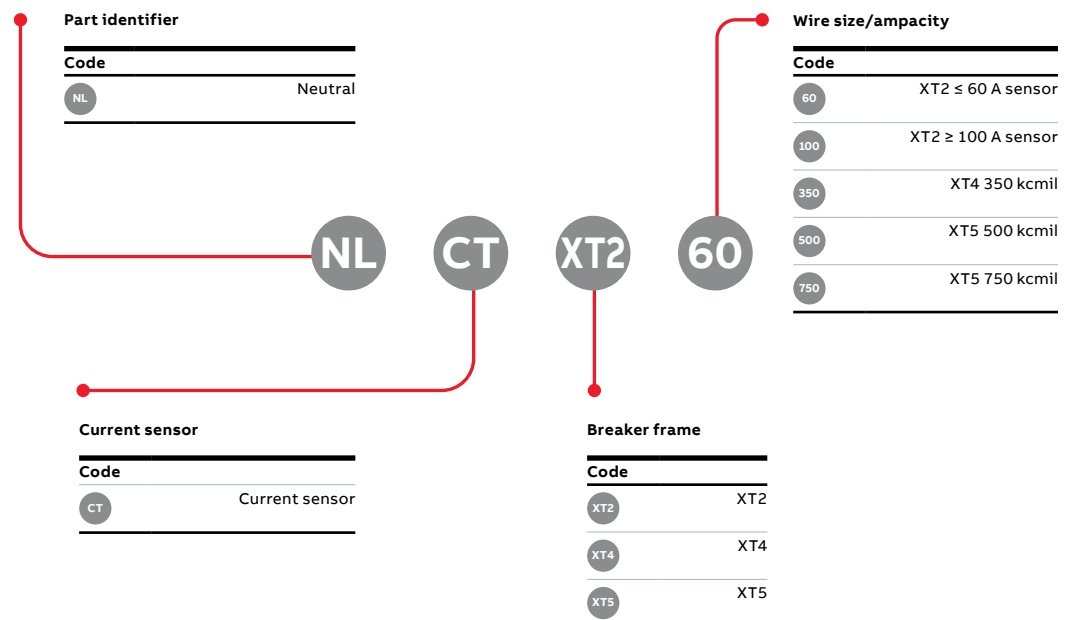 Part identifier
Code
NL Neutral
Wire size/ampacity
Code
60 XT2 ≤ 60 A sensor
100 XT2 ≥ 100 A sensor
350 XT4 350 kcmil
500 XT5 500 kcmil
750 XT5 750 kcmil
NL CT XT2 60
Current sensor
Code
CT Current sensor
Breaker frame
Code
XT2 XT2
XT4 XT4
XT5 XT5